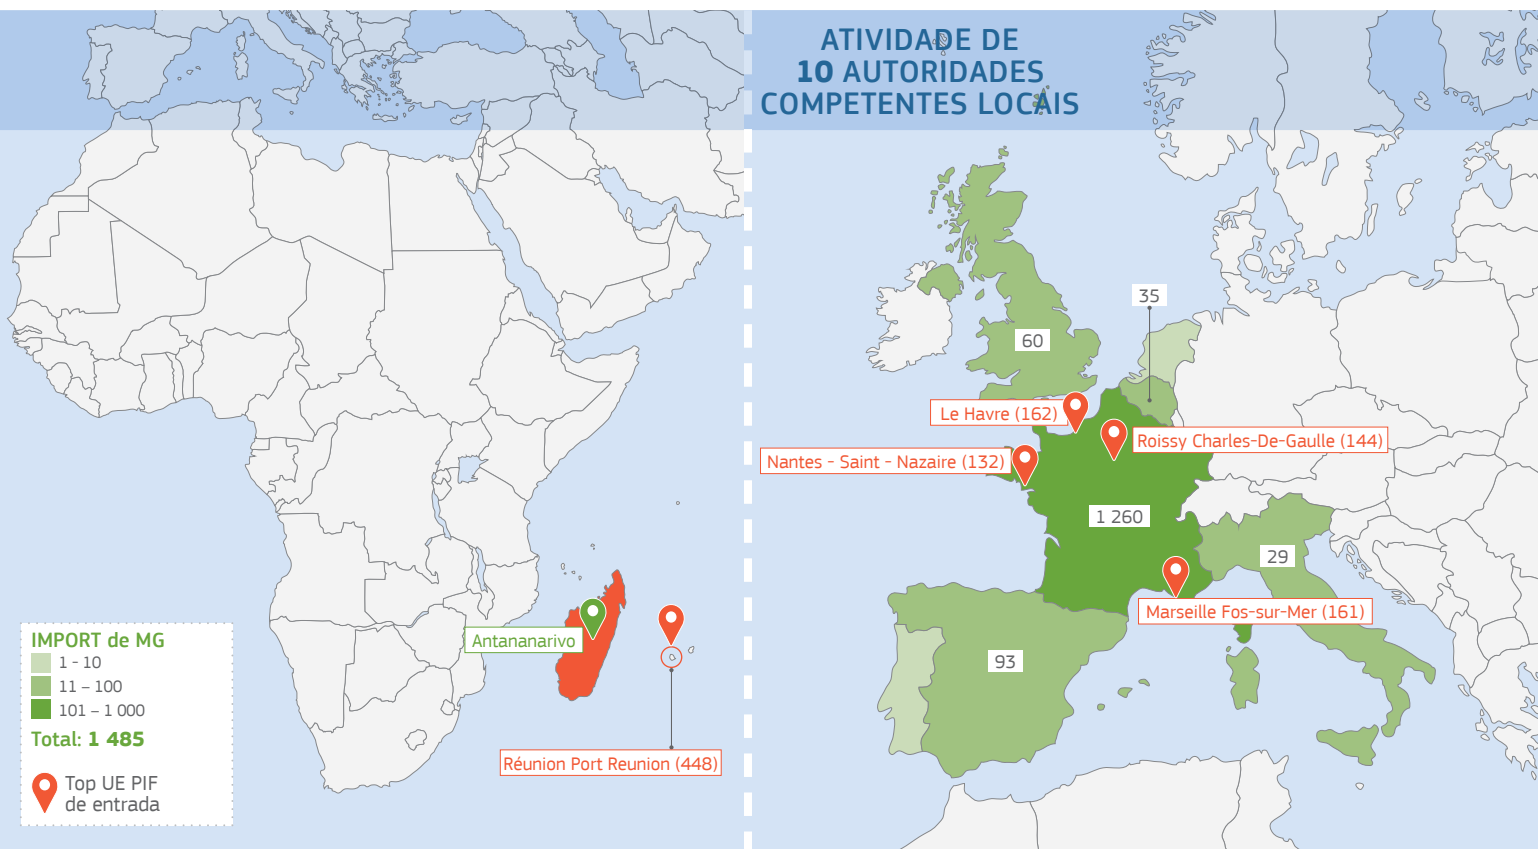 ATIVIDADE DE
10 AUTORIDADES
COMPETENTES LOCAIS
35
60
Le Havre (162)
Roissy Charles-De-Gaulle (144)
Nantes - Saint - Nazaire (132)
1 260
29
Marseille Fos-sur-Mer (161)
93
Antananarivo
Réunion Port Reunion (448)
IMPORT de MG
1 - 10
11 – 100
101 – 1 000
Total: 1 485
Top UE PIF
de entrada